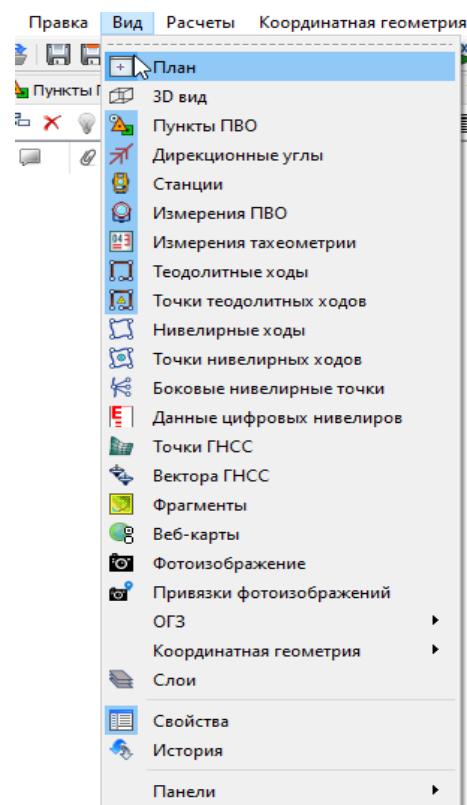 Правка Вид Расчеты Координатная геометрия
План
Пункты
3D вид
Пункты ПВО
Дирекционные углы
Станции
Измерения ПВО
Измерения тахеометрии
Теодолитные ходы
Точки теодолитных ходов
Нивелирные ходы
Точки нивелирных ходов
Боковые нивелирные точки
Данные цифровых нивелиров
Точки ГНСС
Вектора ГНСС
Фрагменты
Веб-карты
Фотоизображение
Привязки фотоизображений
ОГЗ
Координатная геометрия
Слои
Свойства
История
Панели